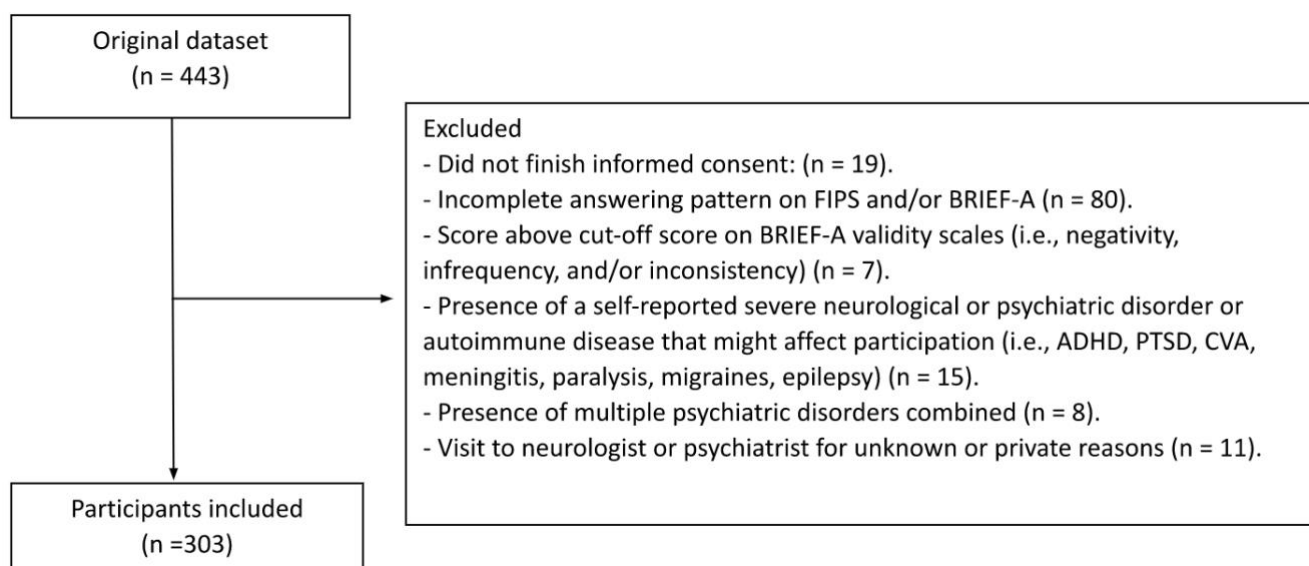 Original dataset
(n = 443)
Excluded
- Did not finish informed consent: (n = 19).
- Incomplete answering pattern on FIPS and/or BRIEF-A (n = 80).
- Score above cut-off score on BRIEF-A validity scales (i.e., negativity,
infrequency, and/or inconsistency) (n = 7).
- Presence of a self-reported severe neurological or psychiatric disorder or
autoimmune disease that might affect participation (i.e., ADHD, PTSD, CVA,
meningitis, paralysis, migraines, epilepsy) (n = 15).
- Presence of multiple psychiatric disorders combined (n = 8).
- Visit to neurologist or psychiatrist for unknown or private reasons (n = 11).
Participants included
(n =303)